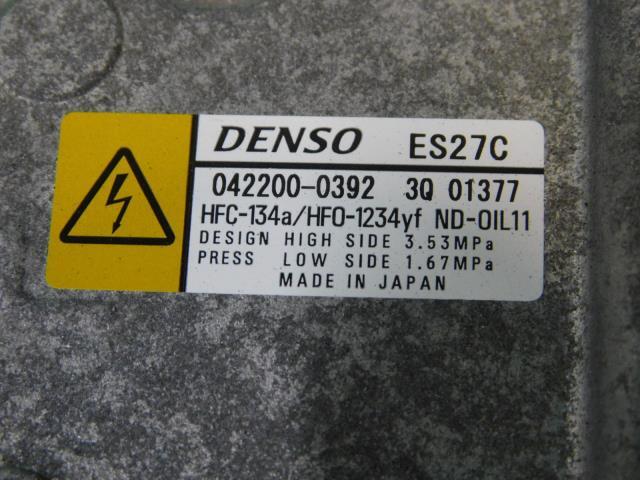 DENSO ES27C
042200-0392 3Q 01377
HFC-134a/HFO-1234yf ND-OIL11
DESIGN HIGH SIDE 3.53MPa
PRESS LOW SIDE 1.67MPa
MADE IN JAPAN